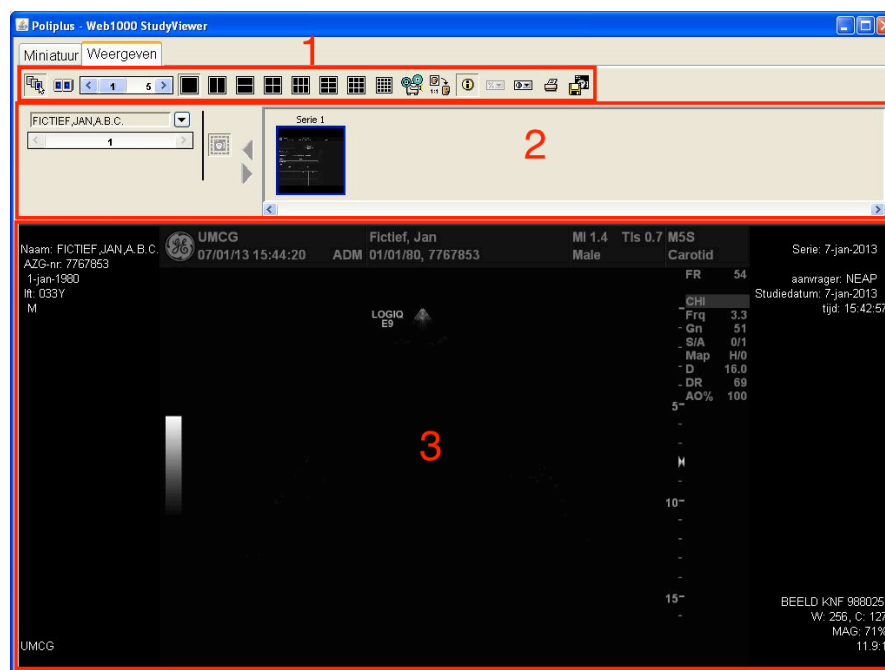 Poliplus - Web1000 StudyViewer
Miniatuur Weergeven
1
1 5
1:1
FICTIEF,JAN,A.B.C.
1
Serie 1
2
Naam: FICTIEF,JAN,A.B.C.
AZG-nr: 7767853
1-jan-1980
lft: 033Y
M
UMCG Fictief, Jan MI 1.4 TIs 0.7 M5S
07/01/13 15:44:20 ADM 01/01/80, 7767853 Male Carotid
Serie: 7-jan-2013
aanvrager: NEAP
Studiedatum: 7-jan-2013
tijd: 15:42:57
FR 54
CHI
Frq 3.3
Gn 51
S/A 0/1
Map H/0
D 16.0
DR 69
AO% 100
LOGIQ
E9
5
3
10
15
BEELD KNF 988025
W: 256, C: 127
MAG: 71%
11.9:1
UMCG